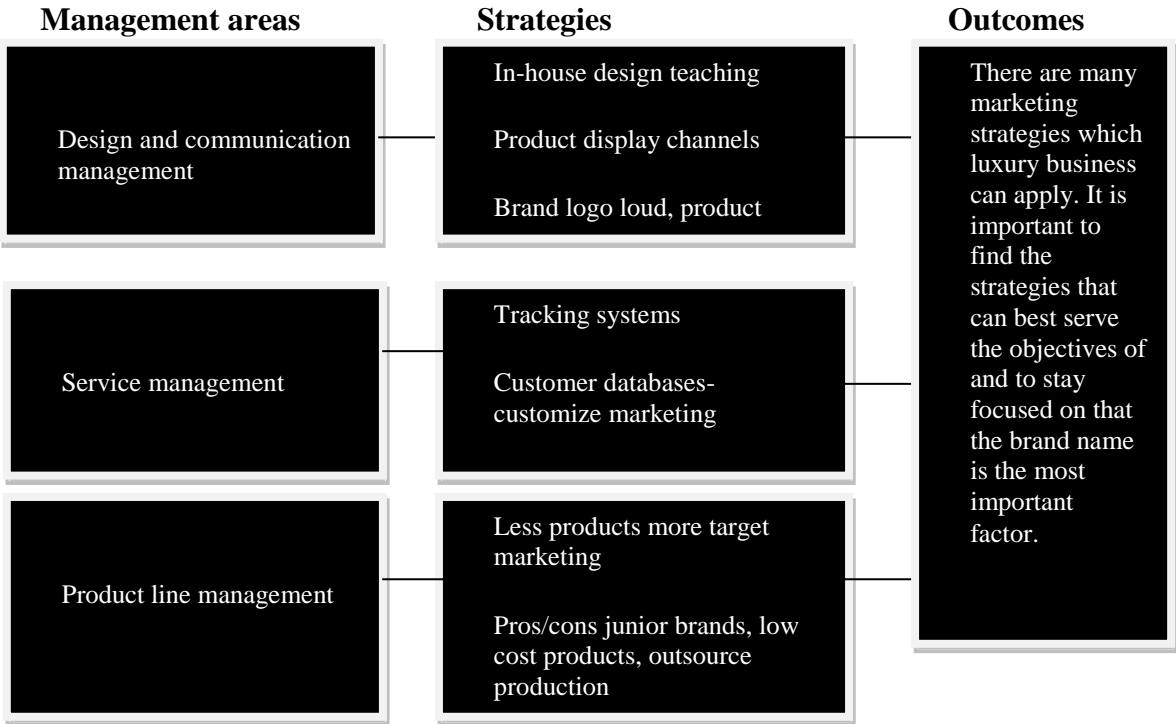 Management areas
Strategies
Outcomes
Design and communication
management
In-house design teaching
Product display channels
Brand logo loud, product
Service management
Tracking systems
Customer databases-
customize marketing
Product line management
Less products more target
marketing
Pros/cons junior brands, low
cost products, outsource
production
There are many
marketing
strategies which
luxury business
can apply. It is
important to
find the
strategies that
can best serve
the objectives of
and to stay
focused on that
the brand name
is the most
important
factor.